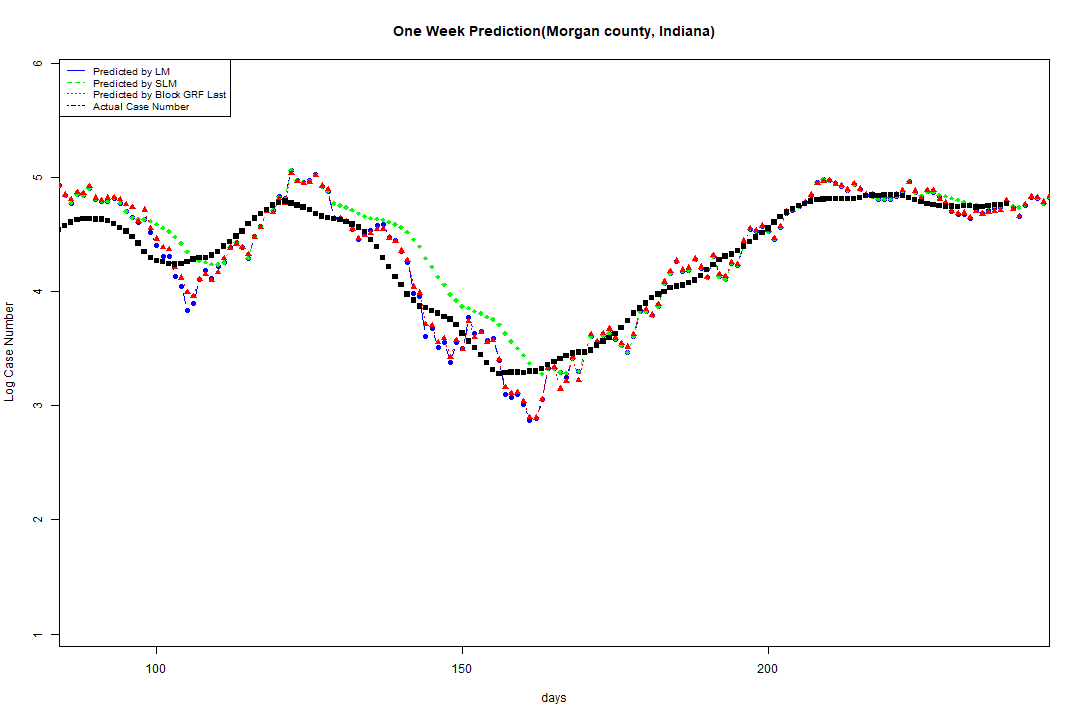 One Week Prediction(Morgan county, Indiana)
6
Predicted by LM
Predicted by SLM
Predicted by Block GRF Last
Actual Case Number
5
4
3
2
1
Log Case Number
100
150
200
days